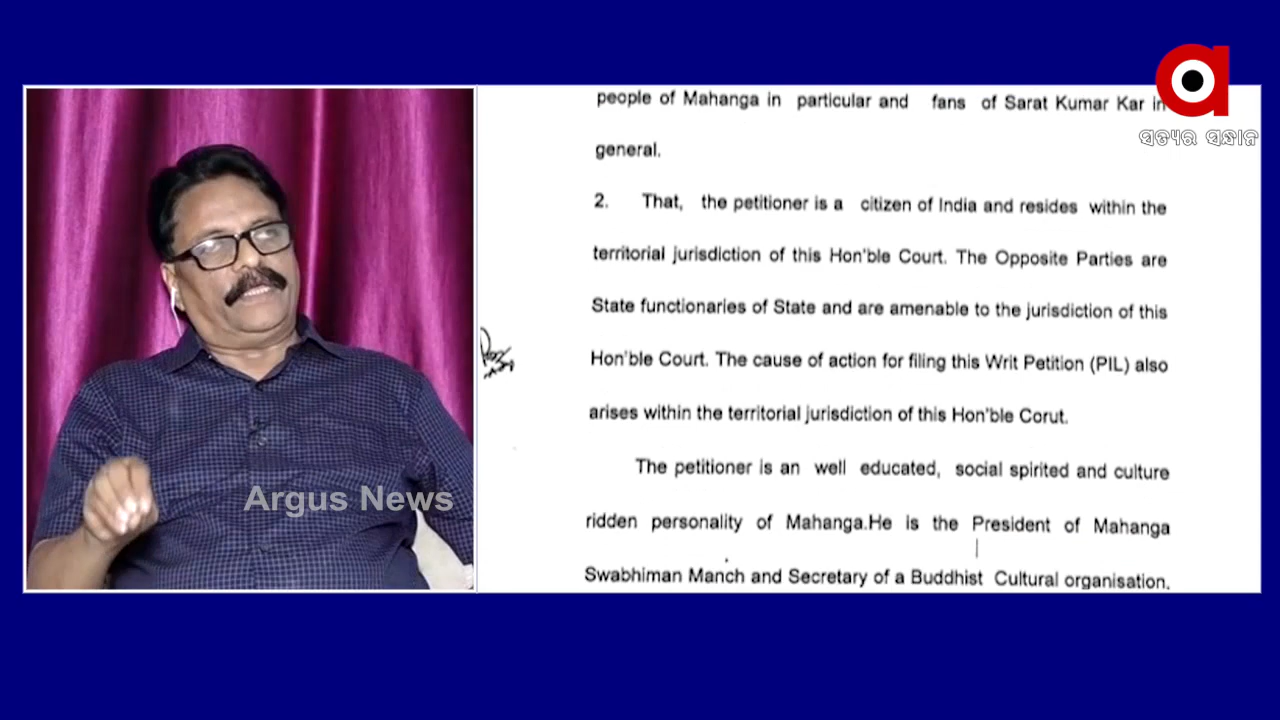 ସତ୍ୟର ସନ୍ଧାନ
Argus News
people of Mahanga in particular and fans of Sarat Kumar Kar in
general.
2. That, the petitioner is a citizen of India and resides within the
territorial jurisdiction of this Hon'ble Court. The Opposite Parties are
State functionaries of State and are amenable to the jurisdiction of this
Hon'ble Court. The cause of action for filing this Writ Petition (PIL) also
arises within the territorial jurisdiction of this Hon'ble Corut.
The petitioner is an well educated, social spirited and culture
ridden personality of Mahanga.He is the President of Mahanga
Swabhiman Manch and Secretary of a Buddhist Cultural organisation.